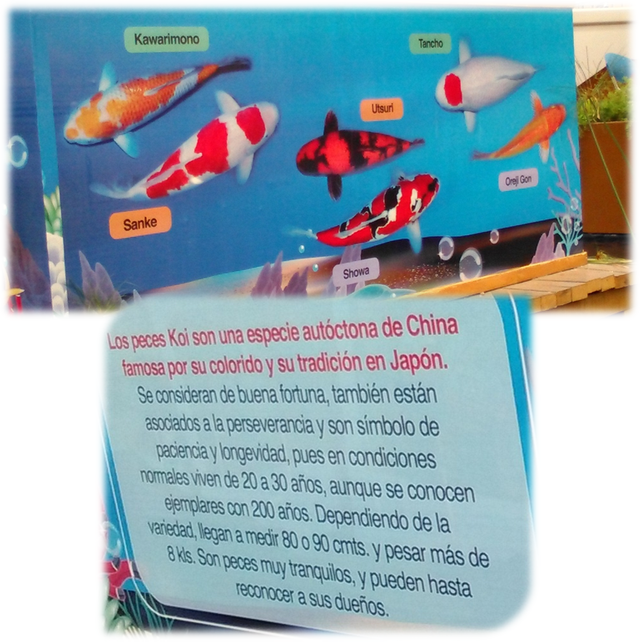 Kawarimono
Tancho
Utsuri
Orejji Gon
Sanke
Showa
Los peces Koi son una especie autóctona de China
famosa por su colorido y su tradición en Japón.
Se consideran de buena fortuna, también están
asociados a la perseverancia y son símbolo de
paciencia y longevidad, pues en condiciones
normales viven de 20 a 30 años, aunque se conocen
ejemplares con 200 años. Dependiendo de la
variedad, llegan a medir 80 o 90 cmts. y pesar más de
8 kls. Son peces muy tranquilos, y pueden hasta
reconocer a sus dueños.